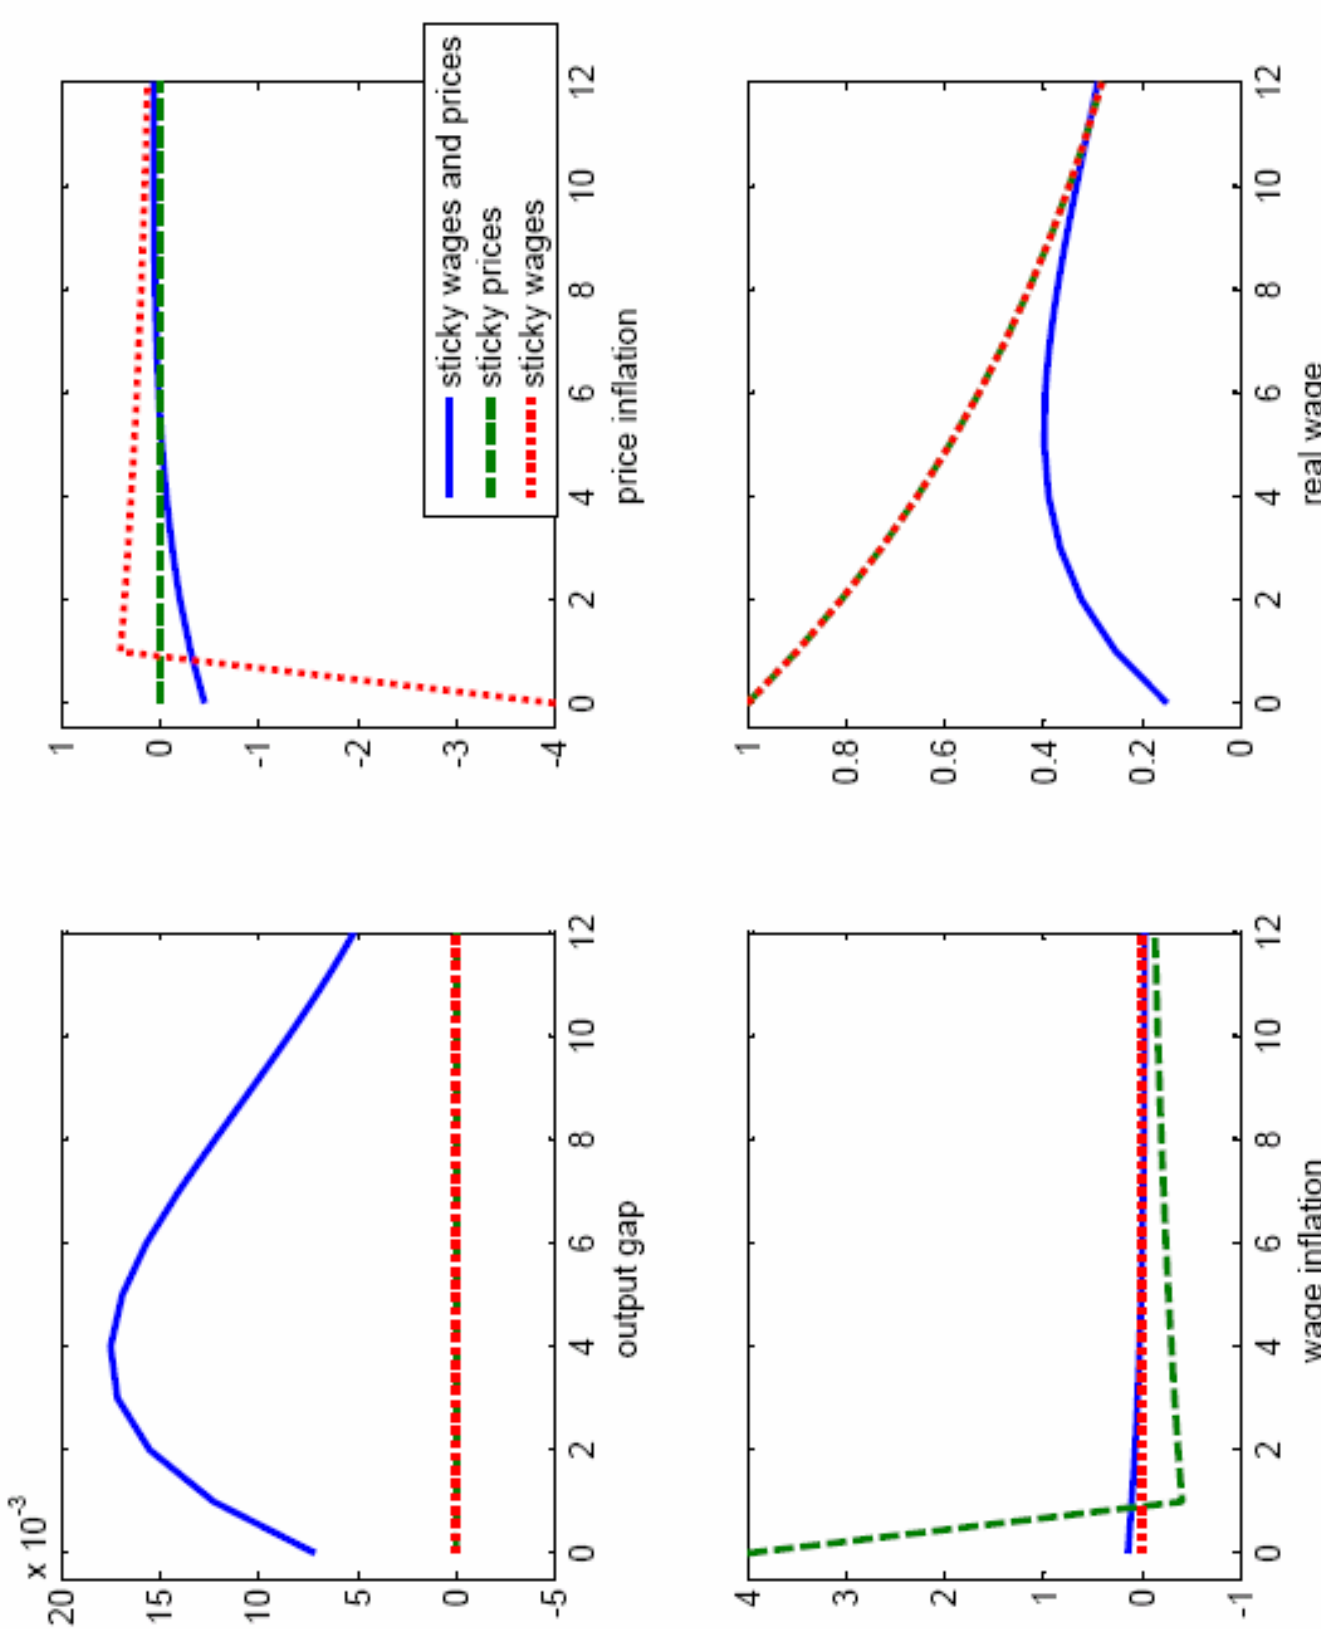 x 10^-3
20
15
10
5
0
-5
0 2 4 6 8 10 12
output gap
1
0
-1
-2
-3
-4
0 2 4 6 8 10 12
price inflation
sticky wages and prices
sticky prices
sticky wages
4
3
2
1
0
-1
0 2 4 6 8 10 12
wage inflation
1
0.8
0.6
0.4
0.2
0
0 2 4 6 8 10 12
real wage